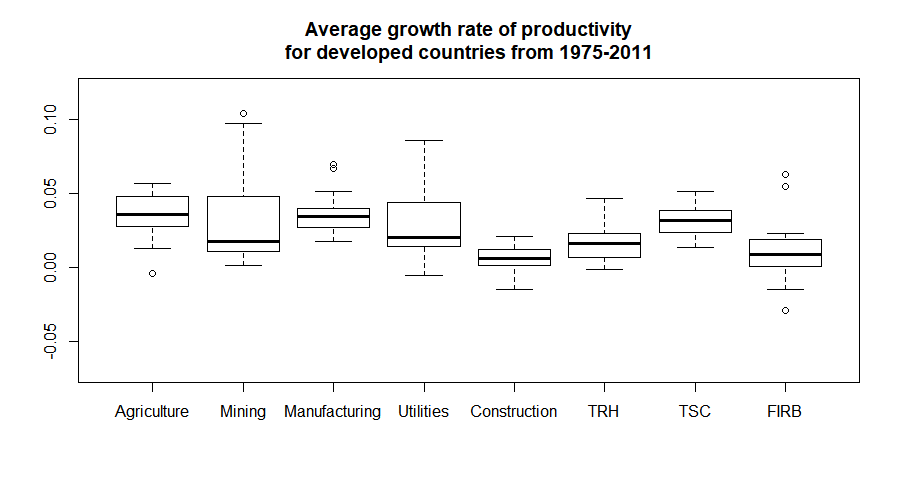 Average growth rate of productivity
for developed countries from 1975-2011
0.10
0.05
0.00
-0.05
Agriculture Mining Manufacturing Utilities Construction TRH TSC FIRB